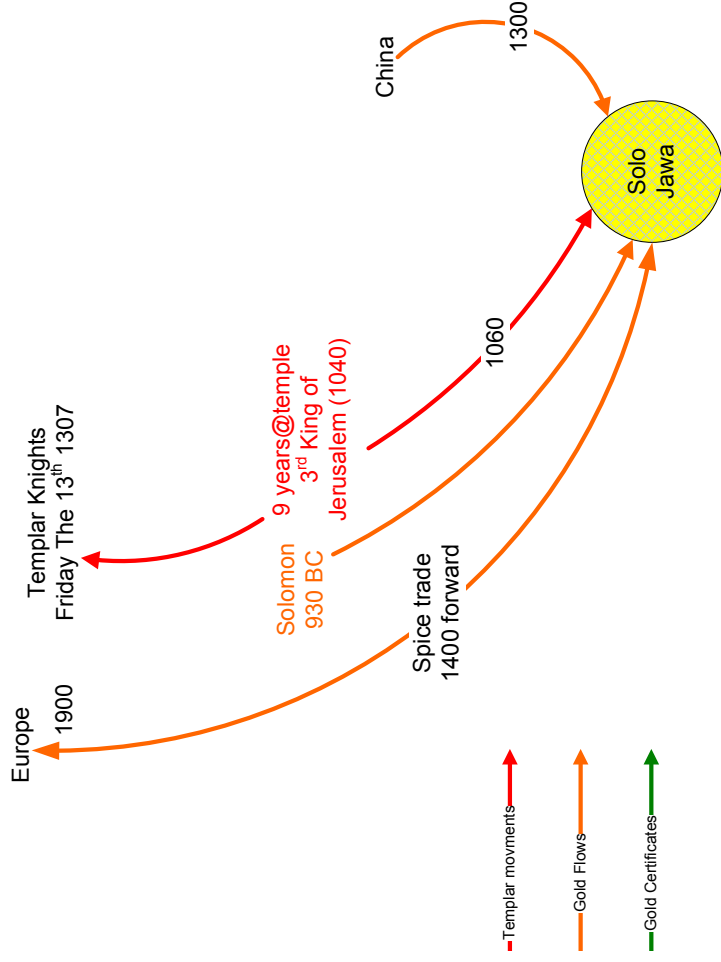 Europe
1900
Templar Knights
Friday The 13th 1307
China
1300
Solomon
930 BC
9 years@temple
3rd King of
Jerusalem (1040)
1060
Spice trade
1400 forward
Solo
Jawa
Templar movments
Gold Flows
Gold Certificates